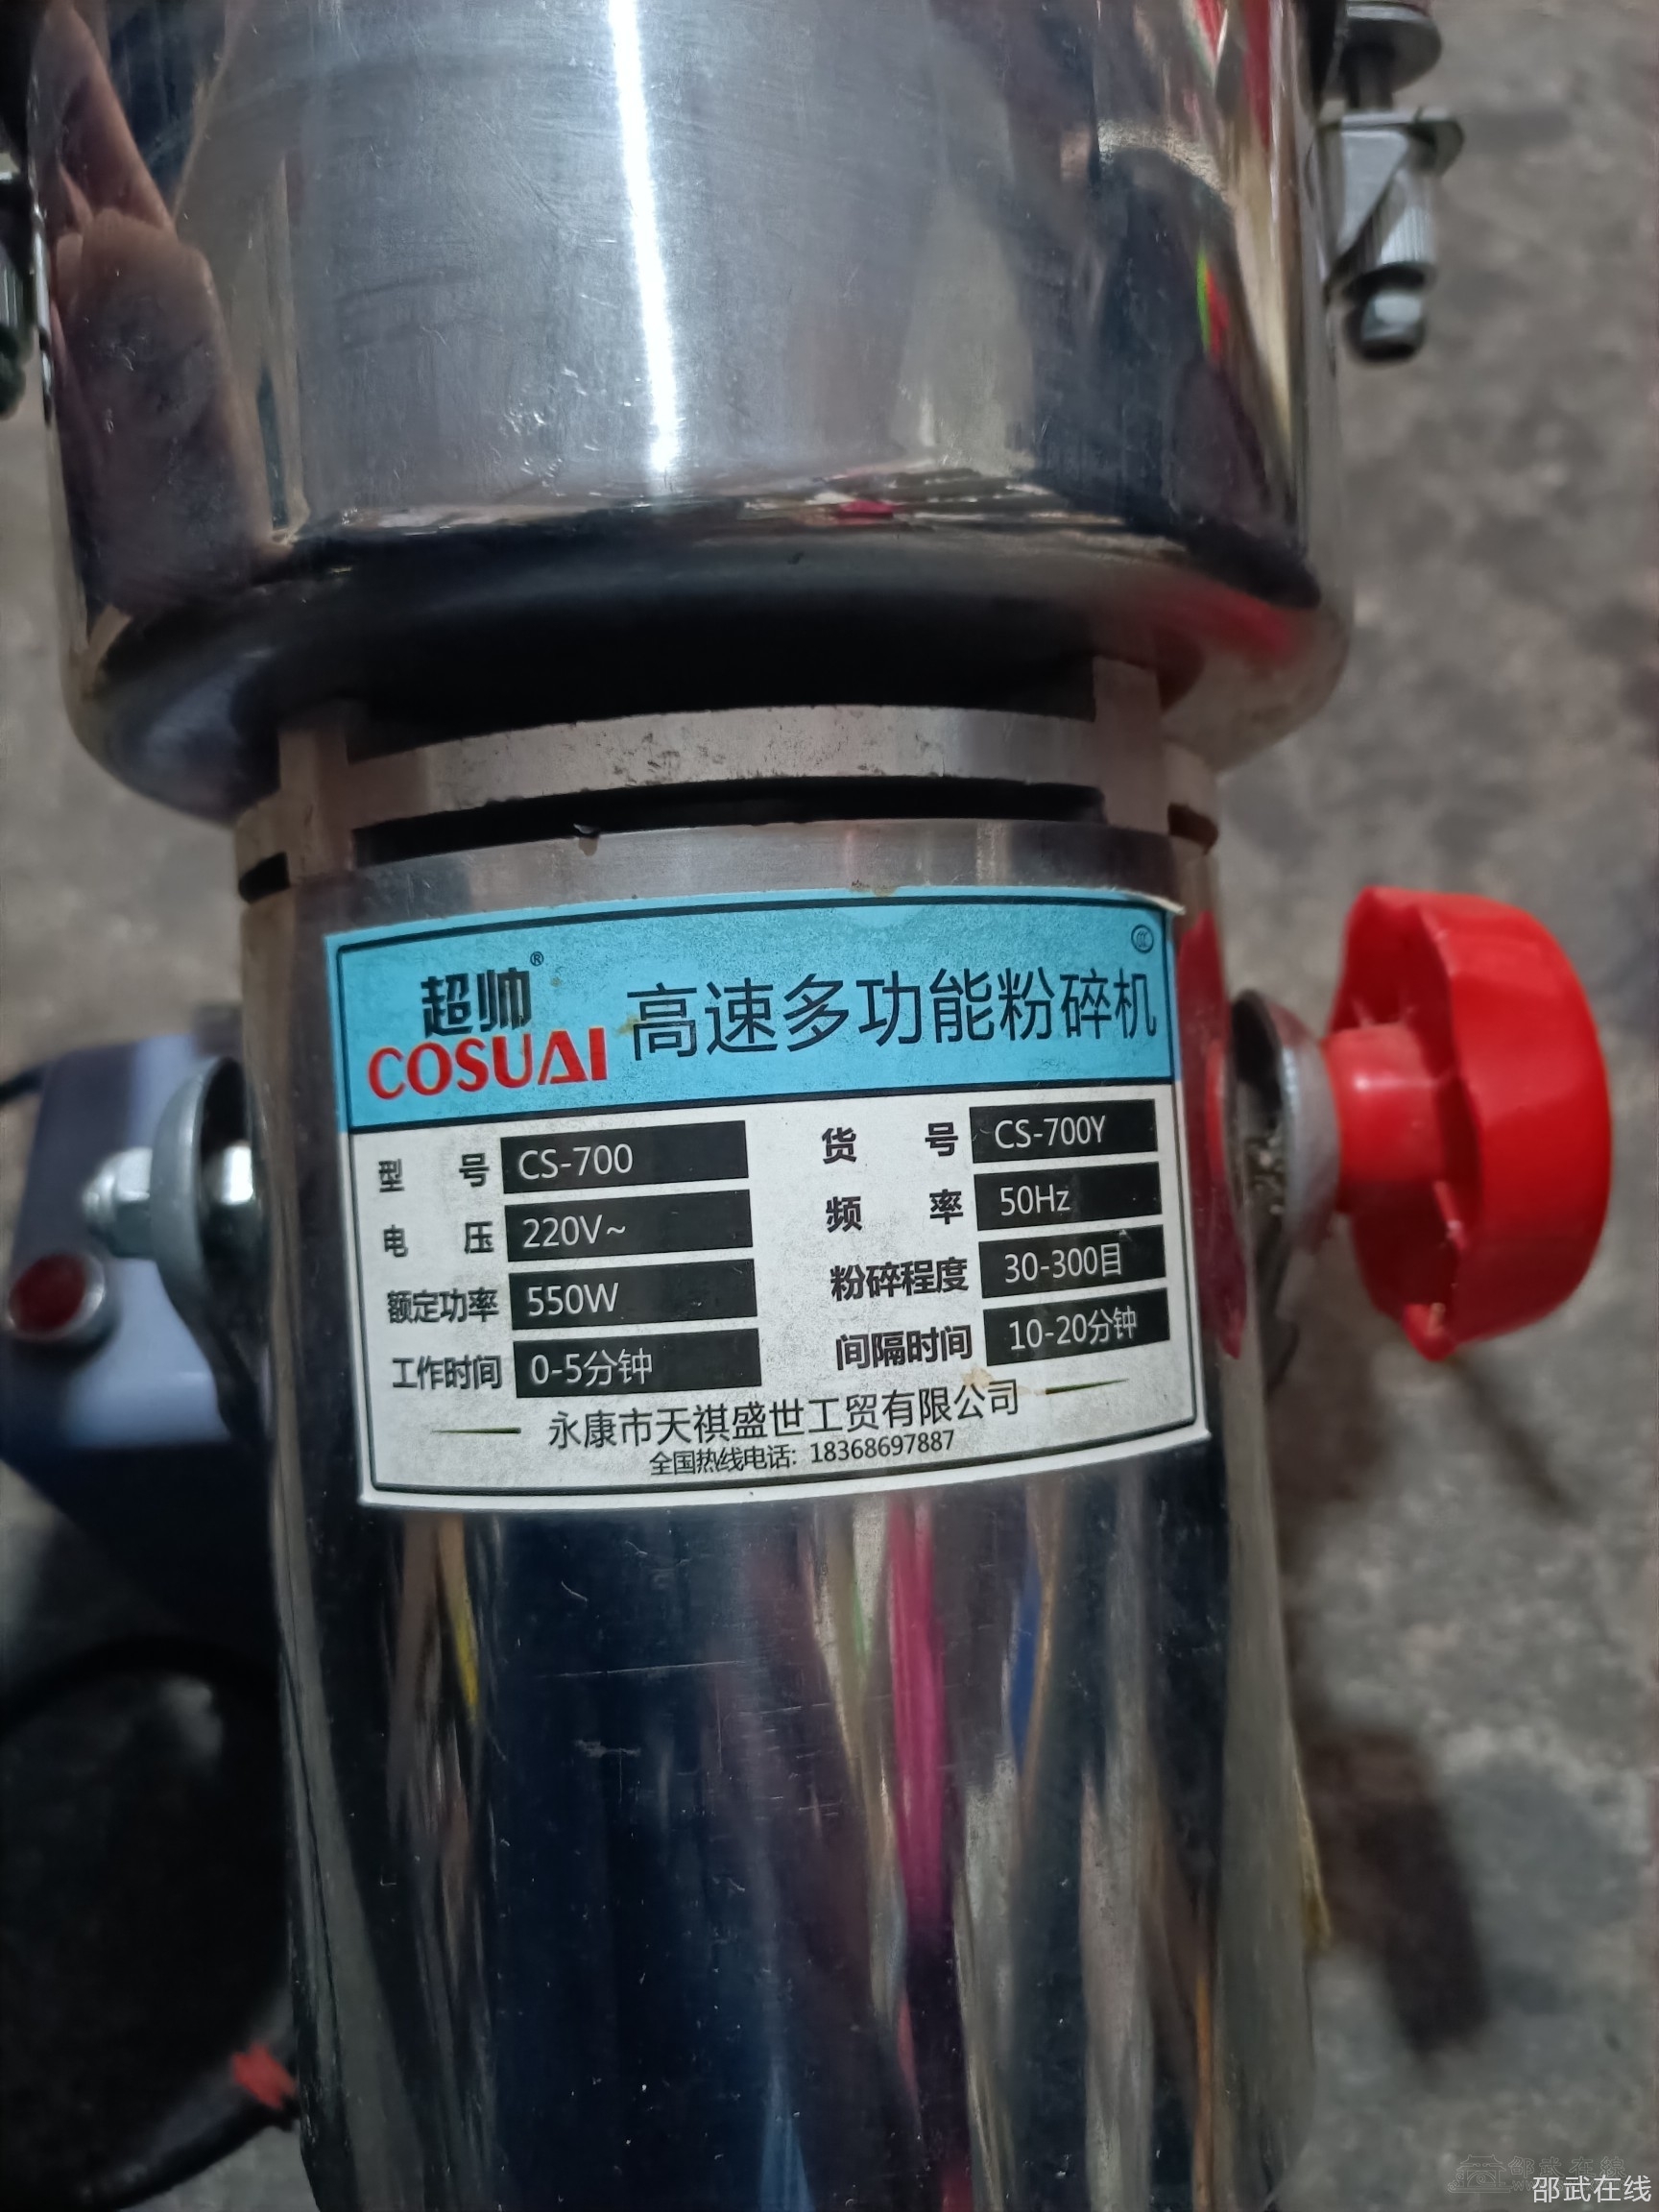 超帅®
COSUAI
高速多功能粉碎机
型号 CS-700 货号 CS-700Y
电压 220V~ 频率 50Hz
额定功率 550W 粉碎程度 30-300目
工作时间 0-5分钟 间隔时间 10-20分钟
永康市天祺盛世工贸有限公司
全国热线电话: 18368697887
邵武在线
邵武在线